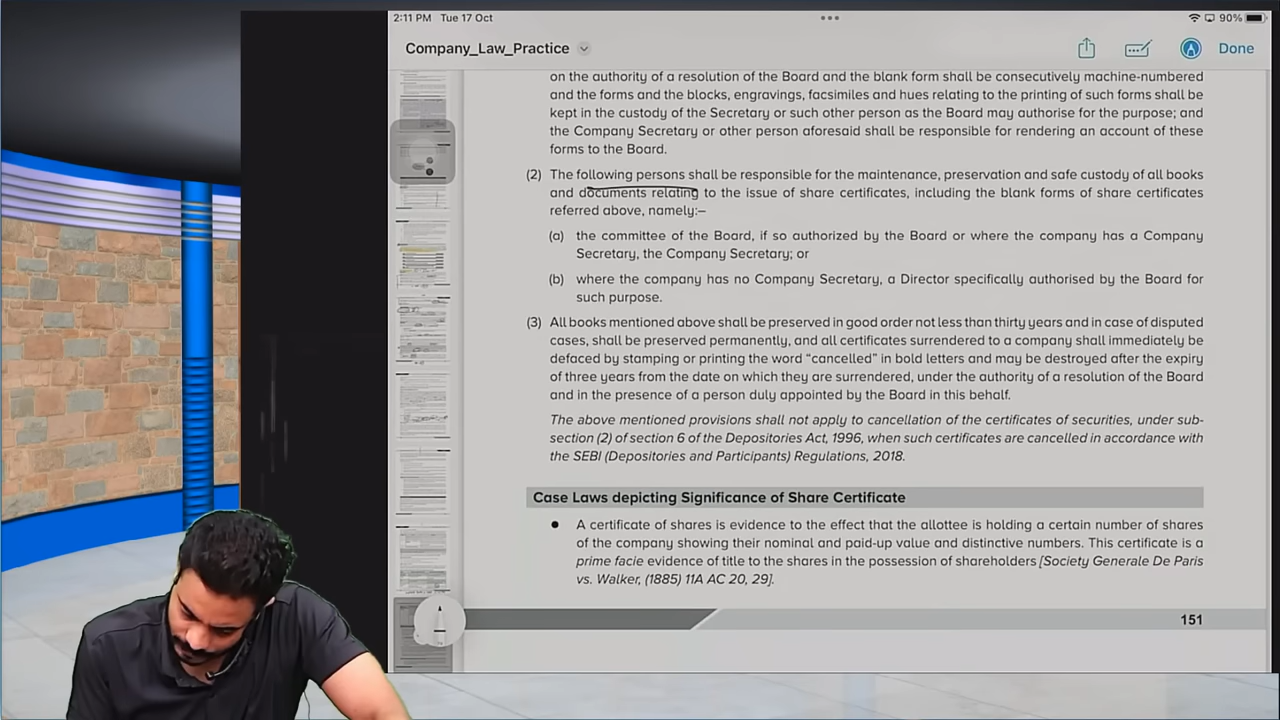 2:11 PM Tue 17 Oct
90%
Company_Law_Practice
Done
on the authority of a resolution of the Board and the blank form shall be consecutively machine numbered
and the forms and the blocks, engravings, facsimiles and hues relating to the printing of such forms shall be
kept in the custody of the Secretary or such other person as the Board may authorise for the purpose; and
the Company Secretary or other person aforesaid shall be responsible for rendering an account of these
forms to the Board.
(2) The following persons shall be responsible for the maintenance, preservation and safe custody of all books
and documents relating to the issue of share certificates, including the blank forms of share certificates
referred above, namely:–
(a) the committee of the Board, if so authorized by the Board or where the company has a Company
Secretary, the Company Secretary; or
(b) where the company has no Company Secretary, a Director specifically authorised by the Board for
such purpose.
(3) All books mentioned above shall be preserved in good order not less than thirty years and in case of disputed
cases, shall be preserved permanently, and all certificates surrendered to a company shall immediately be
defaced by stamping or printing the word “cancelled” in bold letters and may be destroyed after the expiry
of three years from the date on which they are surrendered, under the authority of a resolution of the Board
and in the presence of a person duly appointed by the Board in this behalf.
The above mentioned provisions shall not apply to cancellation of the certificates of securities, under sub-
section (2) of section 6 of the Depositories Act, 1996, when such certificates are cancelled in accordance with
the SEBI (Depositories and Participants) Regulations, 2018.
Case Laws depicting Significance of Share Certificate
● A certificate of shares is evidence to the effect that the allottee is holding a certain number of shares
of the company showing their nominal and paid-up value and distinctive numbers. This certificate is a
prime facie evidence of title to the shares in the possession of shareholders [Society Generale De Paris
vs. Walker, (1885) 11A AC 20, 29].
151